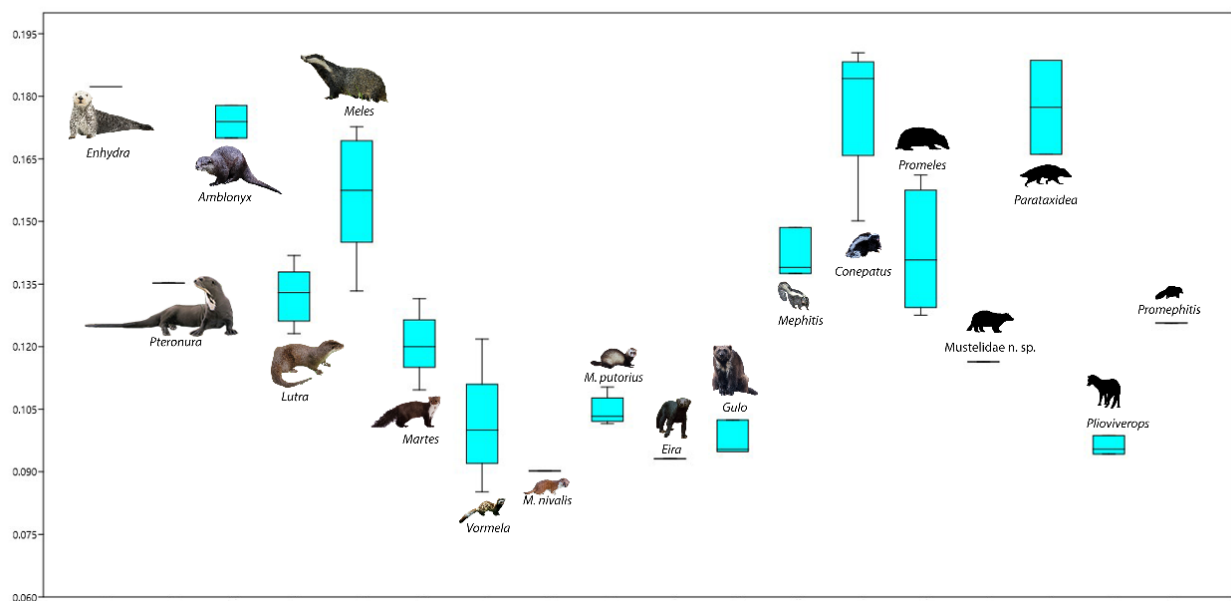 0.195
0.180
0.165
0.150
0.135
0.120
0.105
0.090
0.075
0.060
Enhydra
Pteronura
Amblonyx
Lutra
Meles
Martes
Vormela
M. nivalis
M. putorius
Eira
Gulo
Mephitis
Conepatus
Promeles
Mustelidae n. sp.
Parataxidea
Plioviverops
Promephitis